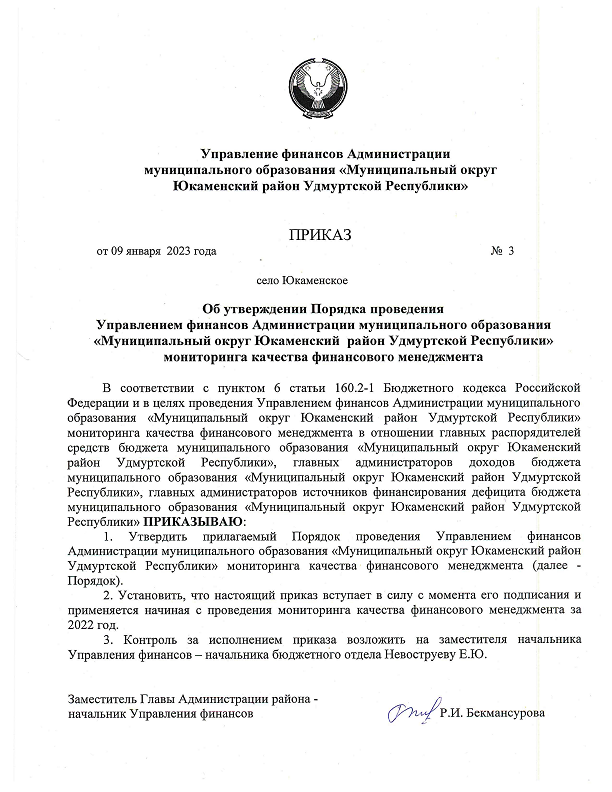 Управление финансов Администрации
муниципального образования «Муниципальный округ
Юкаменский район Удмуртской Республики»
ПРИКАЗ
от 09 января 2023 года № 3
село Юкаменское
Об утверждении Порядка проведения
Управлением финансов Администрации муниципального образования
«Муниципальный округ Юкаменский район Удмуртской Республики»
мониторинга качества финансового менеджмента
В соответствии с пунктом 6 статьи 160.2-1 Бюджетного кодекса Российской
Федерации и в целях проведения Управлением финансов Администрации муниципального
образования «Муниципальный округ Юкаменский район Удмуртской Республики»
мониторинга качества финансового менеджмента в отношении главных распорядителей
средств бюджета муниципального образования «Муниципальный округ Юкаменский
район Удмуртской Республики», главных администраторов доходов бюджета
муниципального образования «Муниципальный округ Юкаменский район Удмуртской
Республики», главных администраторов источников финансирования дефицита бюджета
муниципального образования «Муниципальный округ Юкаменский район Удмуртской
Республики» ПРИКАЗЫВАЮ:
1. Утвердить прилагаемый Порядок проведения Управлением финансов
Администрации муниципального образования «Муниципальный округ Юкаменский район
Удмуртской Республики» мониторинга качества финансового менеджмента (далее -
Порядок).
2. Установить, что настоящий приказ вступает в силу с момента его подписания и
применяется начиная с проведения мониторинга качества финансового менеджмента за
2022 год.
3. Контроль за исполнением приказа возложить на заместителя начальника
Управления финансов – начальника бюджетного отдела Невоструеву Е.Ю.
Заместитель Главы Администрации района -
начальник Управления финансов Р.И. Бекмансурова